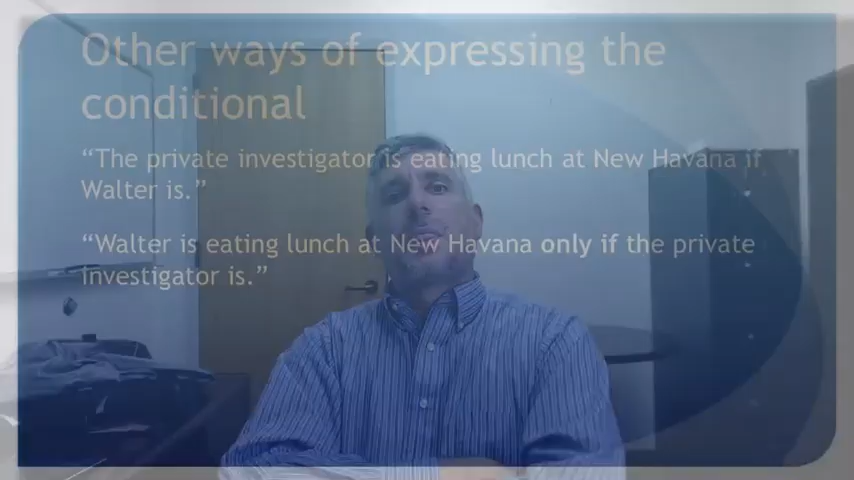 Other ways of expressing the
conditional
“The private investigator is eating lunch at New Havana if
Walter is.”
“Walter is eating lunch at New Havana only if the private
investigator is.”